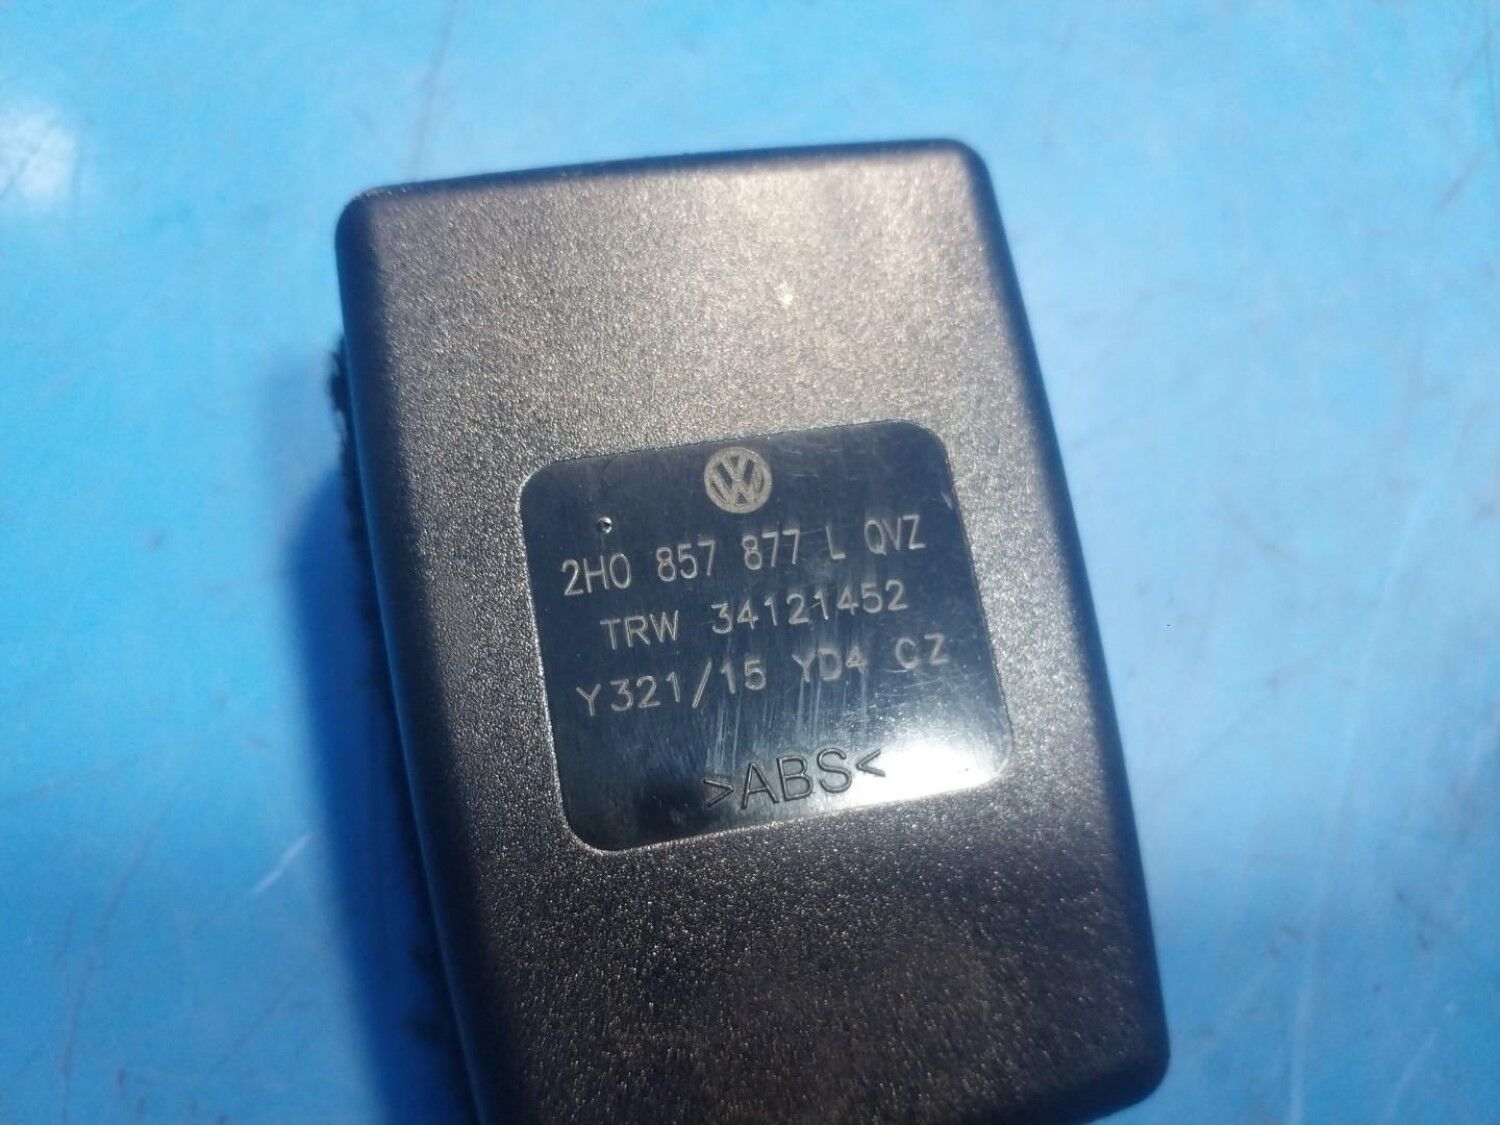 2H0 857 877 L QVZ
TRW 34121452
Y321/15 YD4 CZ
>ABS<